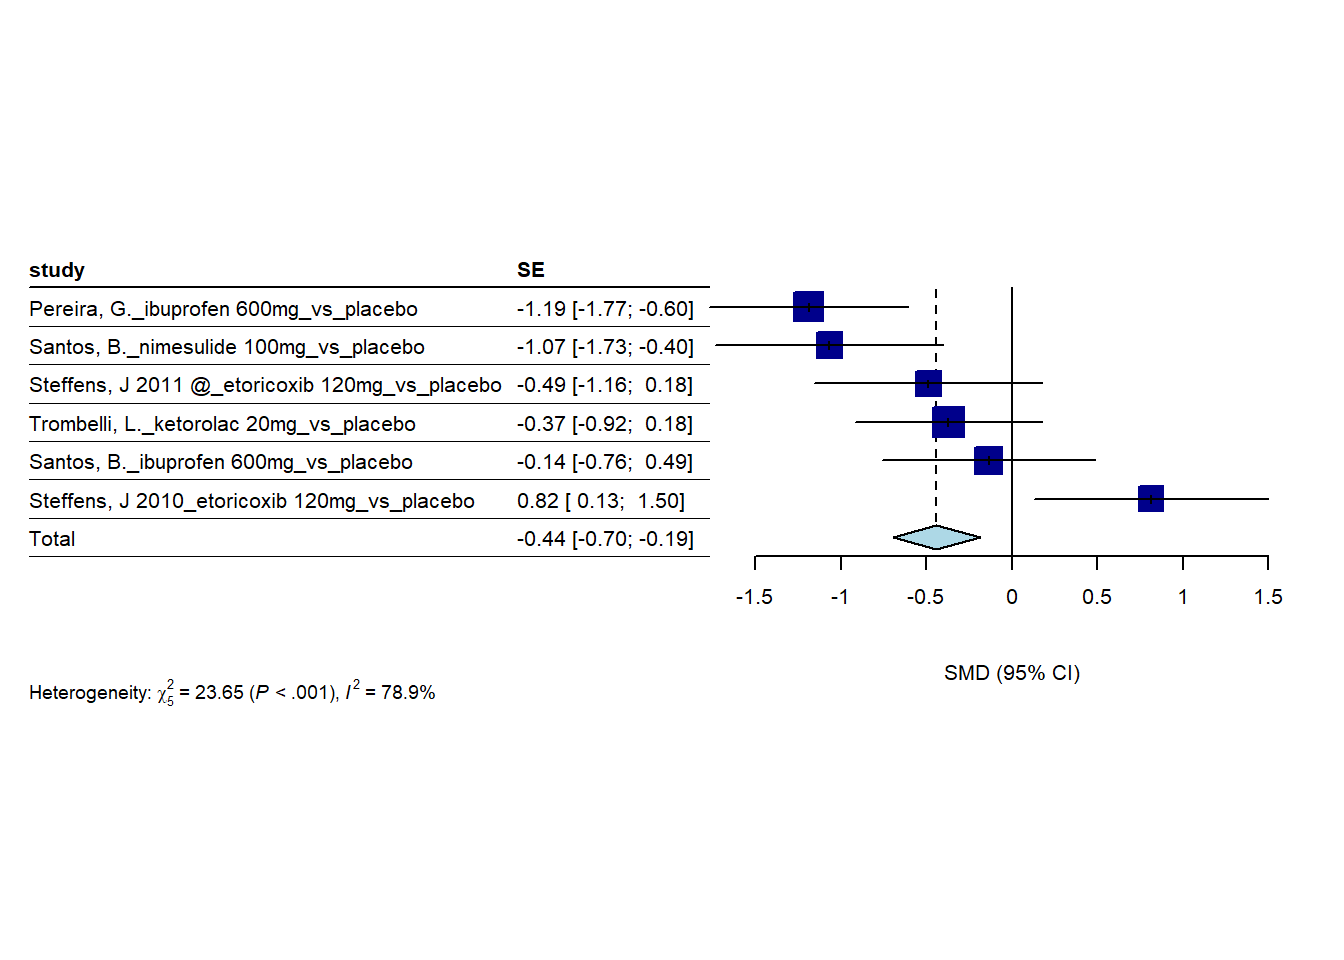 study SE
Pereira, G._ibuprofen 600mg_vs_placebo -1.19 [-1.77; -0.60]
Santos, B._nimesulide 100mg_vs_placebo -1.07 [-1.73; -0.40]
Steffens, J 2011 @_etoricoxib 120mg_vs_placebo -0.49 [-1.16; 0.18]
Trombelli, L._ketorolac 20mg_vs_placebo -0.37 [-0.92; 0.18]
Santos, B._ibuprofen 600mg_vs_placebo -0.14 [-0.76; 0.49]
Steffens, J 2010_etoricoxib 120mg_vs_placebo 0.82 [ 0.13; 1.50]
Total -0.44 [-0.70; -0.19]
-1.5 -1 -0.5 0 0.5 1 1.5
SMD (95% CI)
Heterogeneity: χ²₅ = 23.65 (P < .001), I² = 78.9%